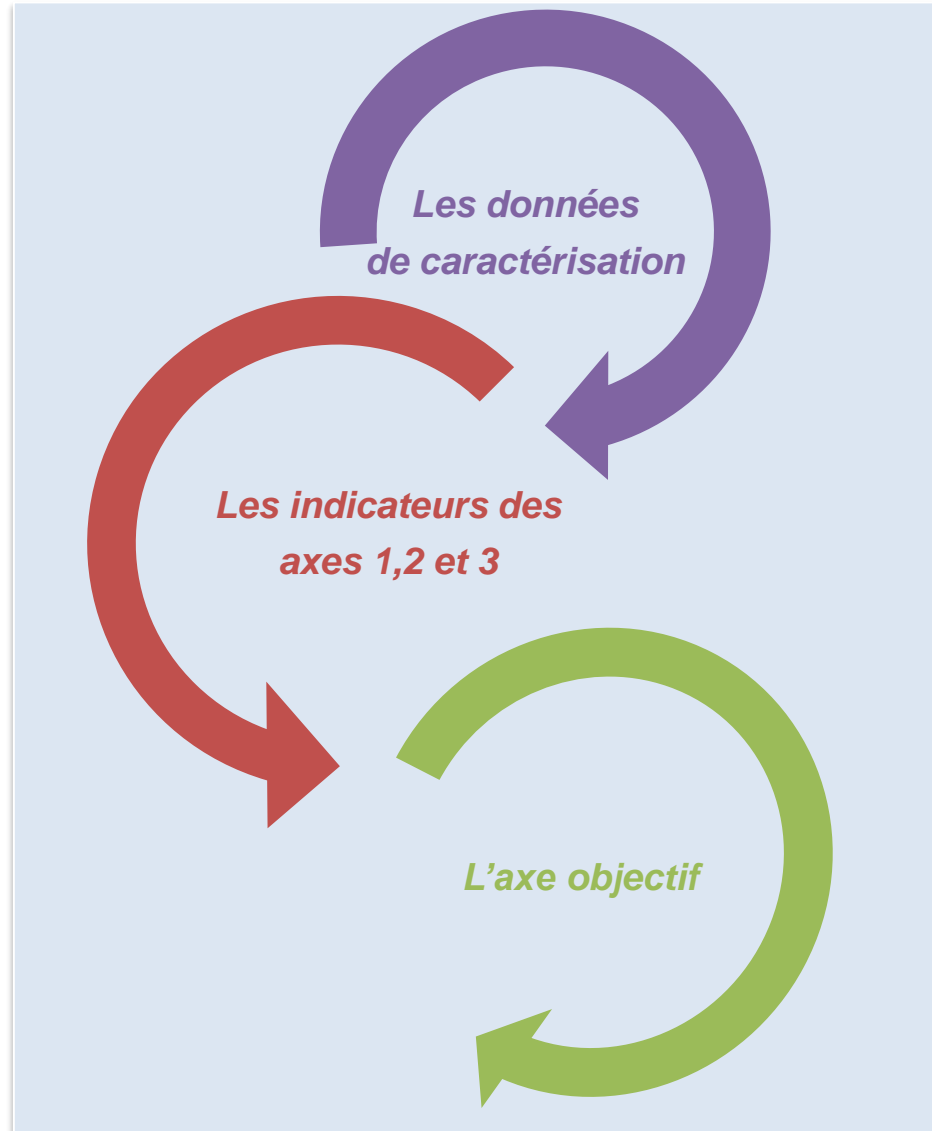 Les données
de caractérisation
Les indicateurs des
axes 1,2 et 3
L’axe objectif